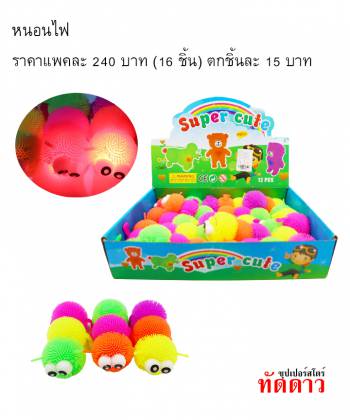 หนอนไฟ
ราคาแพคละ 240 บาท (16 ชิ้น) ตกชิ้นละ 15 บาท
Super cute
12 PCS
Super cute
ซุปเปอร์สโตร์
ทัดดาว